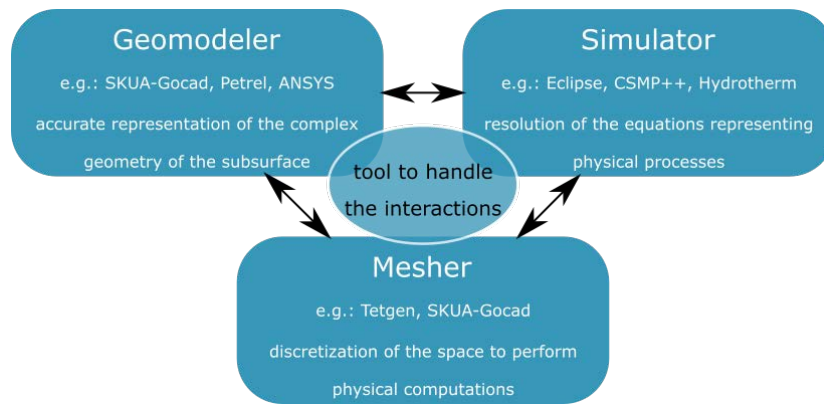 Geomodeler
e.g.: SKUA-Gocad, Petrel, ANSYS
accurate representation of the complex
geometry of the subsurface
Simulator
e.g.: Eclipse, CSMP++, Hydrotherm
resolution of the equations representing
physical processes
tool to handle
the interactions
Mesher
e.g.: Tetgen, SKUA-Gocad
discretization of the space to perform
physical computations